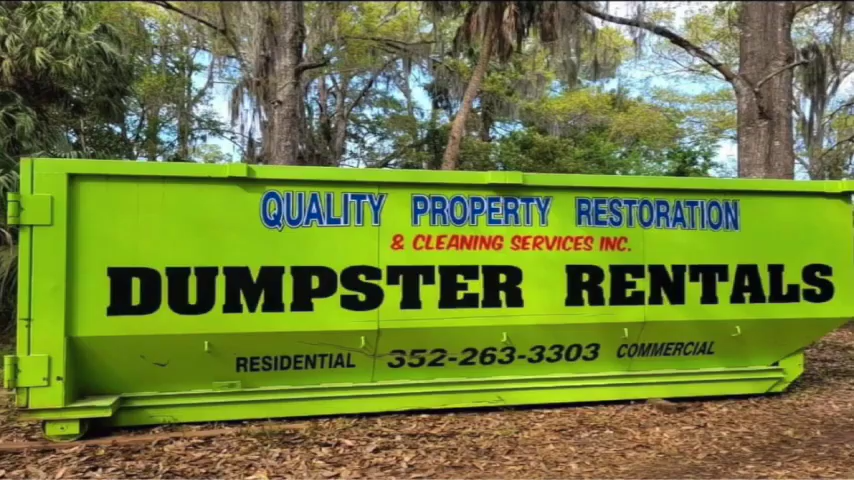 QUALITY PROPERTY RESTORATION
& CLEANING SERVICES INC.
DUMPSTER RENTALS
RESIDENTIAL 352-263-3303 COMMERCIAL